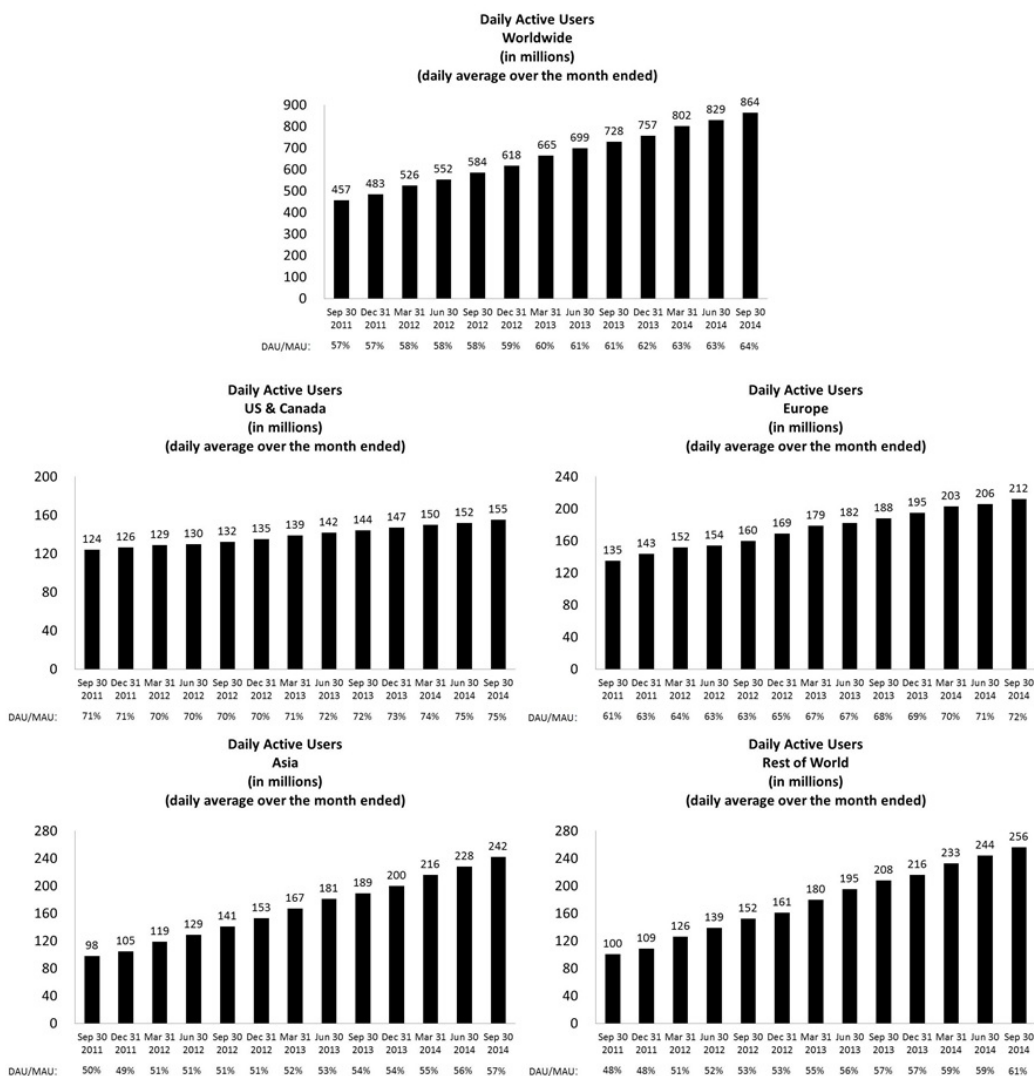 Daily Active Users
Worldwide
(in millions)
(daily average over the month ended)
900
800
700
600
500
400
300
200
100
0
457 483 526 552 584 618 665 699 728 757 802 829 864
Sep 30 Dec 31 Mar 31 Jun 30 Sep 30 Dec 31 Mar 31 Jun 30 Sep 30 Dec 31 Mar 31 Jun 30 Sep 30
2011 2011 2012 2012 2012 2012 2013 2013 2013 2013 2014 2014 2014
DAU/MAU: 57% 57% 58% 58% 58% 59% 60% 61% 61% 62% 63% 63% 64%
Daily Active Users
US & Canada
(in millions)
(daily average over the month ended)
200
160
120
80
40
0
124 126 129 130 132 135 139 142 144 147 150 152 155
Sep 30 Dec 31 Mar 31 Jun 30 Sep 30 Dec 31 Mar 31 Jun 30 Sep 30 Dec 31 Mar 31 Jun 30 Sep 30
2011 2011 2012 2012 2012 2012 2013 2013 2013 2013 2014 2014 2014
DAU/MAU: 71% 71% 70% 70% 70% 70% 71% 72% 72% 73% 74% 75% 75%
Daily Active Users
Europe
(in millions)
(daily average over the month ended)
240
200
160
120
80
40
0
135 143 152 154 160 169 179 182 188 195 203 206 212
Sep 30 Dec 31 Mar 31 Jun 30 Sep 30 Dec 31 Mar 31 Jun 30 Sep 30 Dec 31 Mar 31 Jun 30 Sep 30
2011 2011 2012 2012 2012 2012 2013 2013 2013 2013 2014 2014 2014
DAU/MAU: 61% 63% 64% 63% 63% 65% 67% 67% 68% 69% 70% 71% 72%
Daily Active Users
Asia
(in millions)
(daily average over the month ended)
280
240
200
160
120
80
40
0
98 105 119 129 141 153 167 181 189 200 216 228 242
Sep 30 Dec 31 Mar 31 Jun 30 Sep 30 Dec 31 Mar 31 Jun 30 Sep 30 Dec 31 Mar 31 Jun 30 Sep 30
2011 2011 2012 2012 2012 2012 2013 2013 2013 2013 2014 2014 2014
DAU/MAU: 50% 49% 51% 51% 51% 51% 52% 53% 54% 54% 55% 56% 57%
Daily Active Users
Rest of World
(in millions)
(daily average over the month ended)
280
240
200
160
120
80
40
0
100 109 126 139 152 161 180 195 208 216 233 244 256
Sep 30 Dec 31 Mar 31 Jun 30 Sep 30 Dec 31 Mar 31 Jun 30 Sep 30 Dec 31 Mar 31 Jun 30 Sep 30
2011 2011 2012 2012 2012 2012 2013 2013 2013 2013 2014 2014 2014
DAU/MAU: 48% 48% 51% 52% 53% 53% 55% 56% 57% 57% 59% 59% 61%